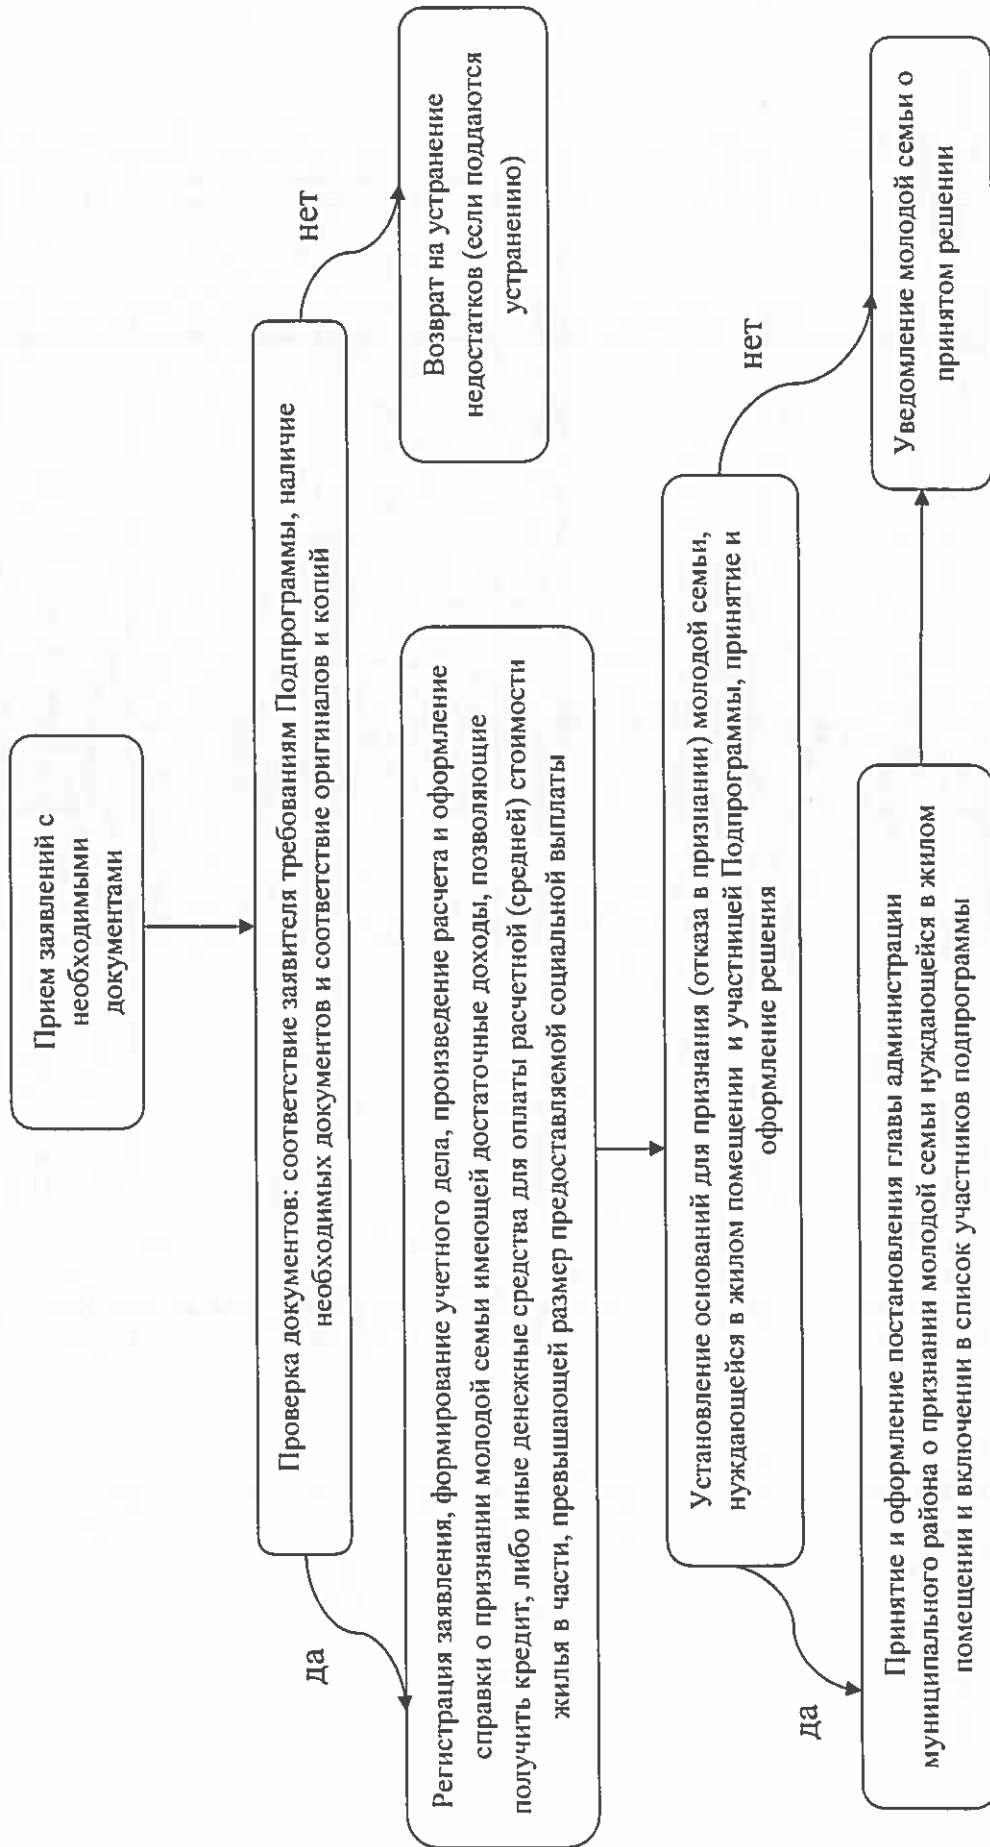 Прием заявлений с
необходимыми
документами
Проверка документов: соответствие заявителя требованиям Подпрограммы, наличие
необходимых документов и соответствие оригиналов и копий
да
нет
Регистрация заявления, формирование учетного дела, произведение расчета и оформление
справки о признании молодой семьи имеющей достаточные доходы, позволяющие
получить кредит, либо иные денежные средства для оплаты расчетной (средней) стоимости
жилья в части, превышающей размер предоставляемой социальной выплаты
Возврат на устранение
недостатков (если поддаются
устранению)
Установление оснований для признания (отказа в признании) молодой семьи,
нуждающейся в жилом помещении и участницей Подпрограммы, принятие и
оформление решения
да
нет
Принятие и оформление постановления главы администрации
муниципального района о признании молодой семьи нуждающейся в жилом
помещении и включении в список участников подпрограммы
Уведомление молодой семьи о
принятом решении